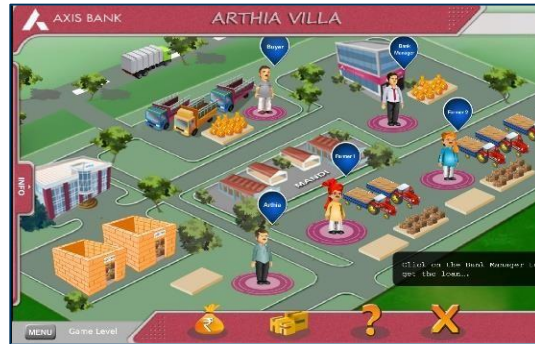 AXIS BANK
ARTHIA VILLA
Buyer
Bank
Manager
Farmer 2
INFO
MANDI
Farmer 1
Arthia
Click on the Bank Manager to
get the loan...
MENU
Game Level
₹
?
X